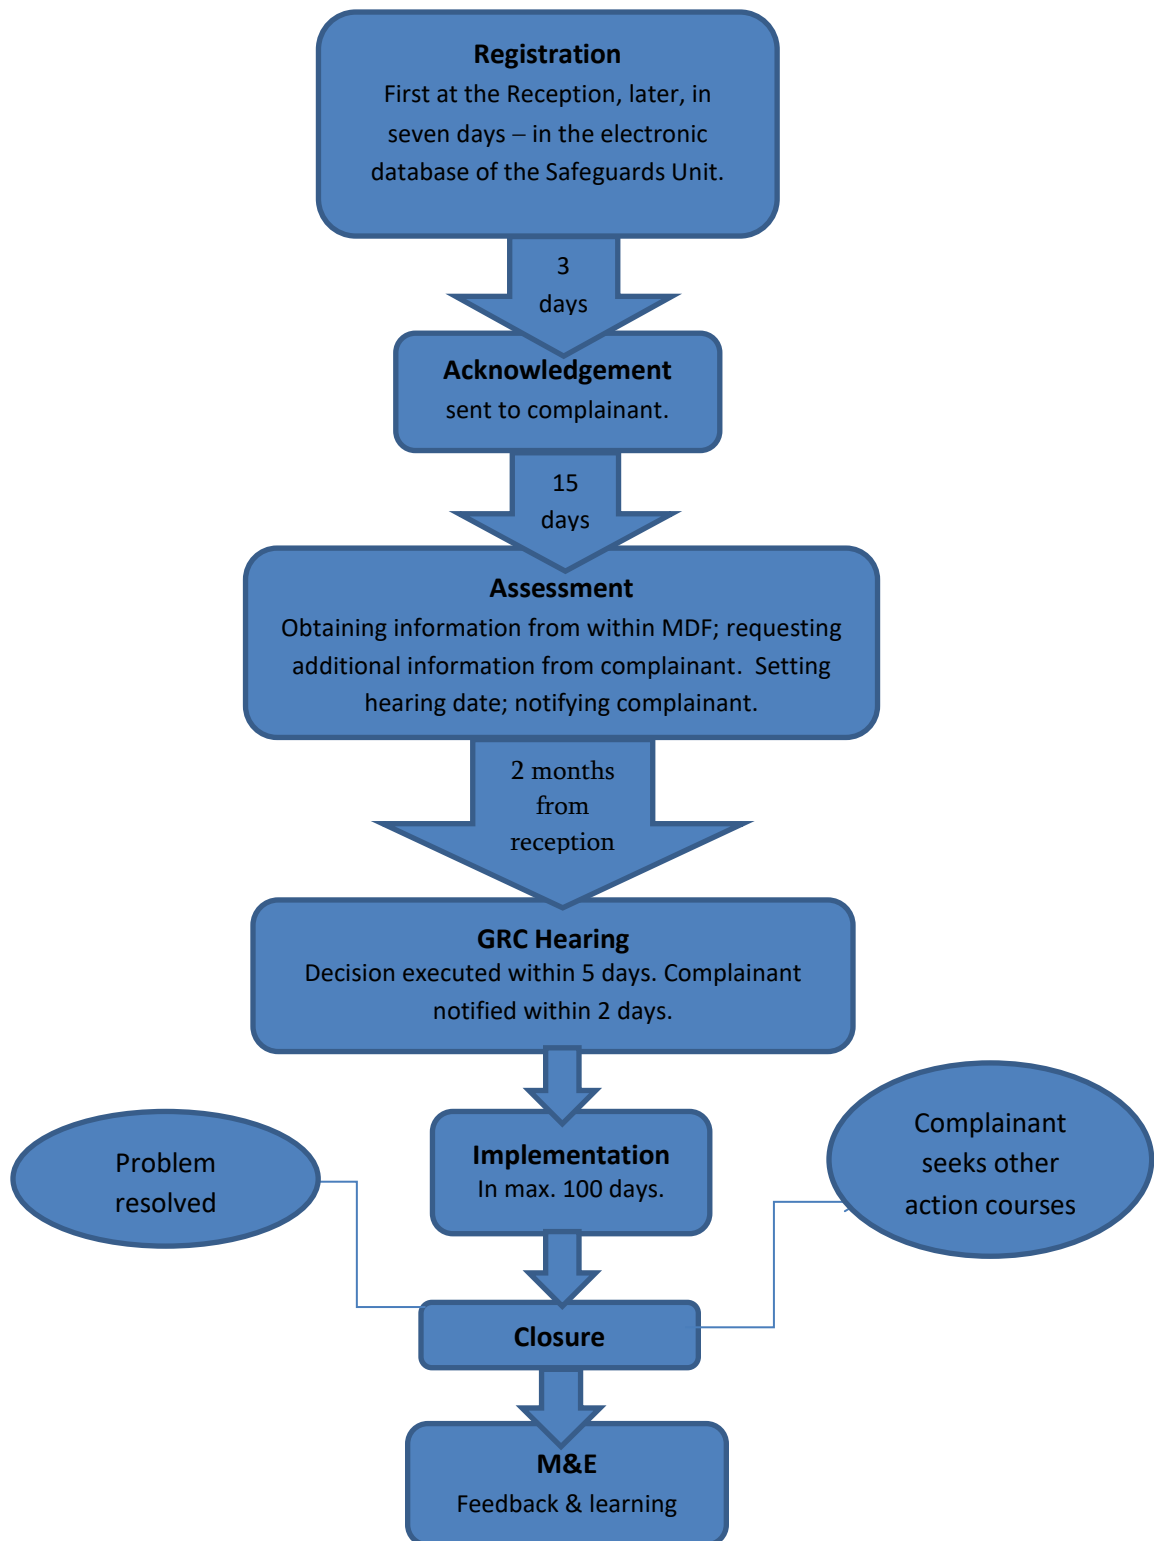 Registration
First at the Reception, later, in
seven days – in the electronic
database of the Safeguards Unit.
3
days
Acknowledgement
sent to complainant.
15
days
Assessment
Obtaining information from within MDF; requesting
additional information from complainant.  Setting
hearing date; notifying complainant.
2 months
from
reception
GRC Hearing
Decision executed within 5 days. Complainant
notified within 2 days.
Implementation
In max. 100 days.
Problem
resolved
Complainant
seeks other
action courses
Closure
M&E
Feedback & learning